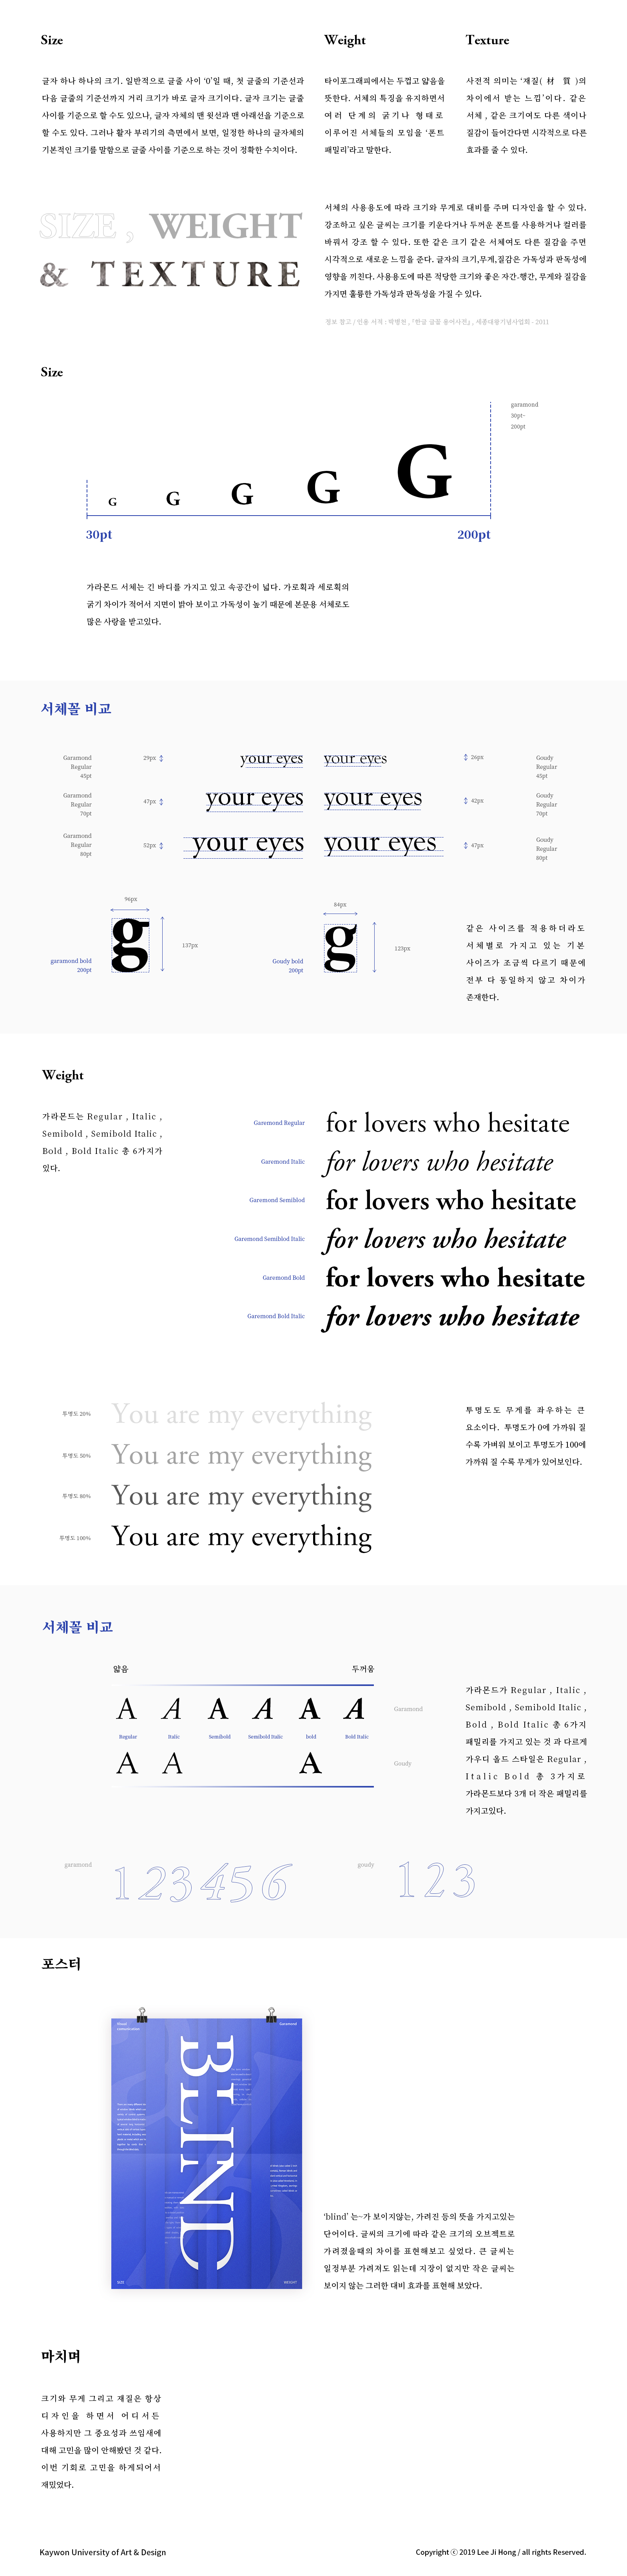 Size
글자 하나 하나의 크기. 일반적으로 글줄 사이 ‘0’일 때, 첫 글줄의 기준선과
다음 글줄의 기준선까지 거리 크기가 바로 글자 크기이다. 글자 크기는 글줄
사이를 기준으로 할 수도 있으나, 글자 자체의 맨 윗선과 맨 아래선을 기준으로
할 수도 있다. 그러나 활자 부리기의 측면에서 보면, 일정한 하나의 글자체의
기본적인 크기를 말함으로 글줄 사이를 기준으로 하는 것이 정확한 수치이다.
Weight
타이포그래피에서는 두껍고 얇음을
뜻한다. 서체의 특징을 유지하면서
여러 단계의 굵기나 형태로
이루어진 서체들의 모임을 ‘폰트
패밀리’라고 말한다.
Texture
사전적 의미는 ‘재질( 材 質 )의
차이에서 받는 느낌’이다. 같은
서체 , 같은 크기여도 다른 색이나
질감이 들어간다면 시각적으로 다른
효과를 줄 수 있다.
SIZE , WEIGHT
& TEXTURE
서체의 사용용도에 따라 크기와 무게로 대비를 주며 디자인을 할 수 있다.
강조하고 싶은 글씨는 크기를 키운다거나 두꺼운 폰트를 사용하거나 컬러를
바꿔서 강조 할 수 있다. 또한 같은 크기 같은 서체여도 다른 질감을 주면
시각적으로 새로운 느낌을 준다. 글자의 크기,무게,질감은 가독성과 판독성에
영향을 끼친다. 사용용도에 따른 적당한 크기와 좋은 자간·행간, 무게와 질감을
가지면 훌륭한 가독성과 판독성을 가질 수 있다.
정보 참고 / 인용 서적 : 박병천 , 『한글 글꼴 용어사전』 , 세종대왕기념사업회 - 2011
Size
garamond
30pt~
200pt
G G G G G
30pt
200pt
가라몬드 서체는 긴 바디를 가지고 있고 속공간이 넓다. 가로획과 세로획의
굵기 차이가 적어서 지면이 밝아 보이고 가독성이 높기 때문에 본문용 서체로도
많은 사랑을 받고있다.
서체꼴 비교
Garamond
Regular
45pt
29px
your eyes
your eyes
26px
Goudy
Regular
45pt
Garamond
Regular
70pt
47px
your eyes
your eyes
42px
Goudy
Regular
70pt
Garamond
Regular
80pt
52px
your eyes
your eyes
47px
Goudy
Regular
80pt
96px
g
137px
garamond bold
200pt
84px
g
123px
Goudy bold
200pt
같은 사이즈를 적용하더라도
서체별로 가지고 있는 기본
사이즈가 조금씩 다르기 때문에
전부 다 동일하지 않고 차이가
존재한다.
Weight
가라몬드는 Regular , Italic ,
Semibold , Semibold Italic ,
Bold , Bold Italic 총 6가지가
있다.
Garemond Regular
for lovers who hesitate
Garemond Italic
for lovers who hesitate
Garemond Semiblod
for lovers who hesitate
Garemond Semiblod Italic
for lovers who hesitate
Garemond Bold
for lovers who hesitate
Garemond Bold Italic
for lovers who hesitate
투명도 20%
You are my everything
투명도 50%
You are my everything
투명도 80%
You are my everything
투명도 100%
You are my everything
투명도도 무게를 좌우하는 큰
요소이다. 투명도가 0에 가까워 질
수록 가벼워 보이고 투명도가 100에
가까워 질 수록 무게가 있어보인다.
서체꼴 비교
얇음
두꺼움
A A A A A A
Garamond
Regular
Italic
Semibold
Semibold Italic
bold
Bold Italic
A A A
Goudy
가라몬드가 Regular , Italic ,
Semibold , Semibold Italic ,
Bold , Bold Italic 총 6가지
패밀리를 가지고 있는 것 과 다르게
가우디 올드 스타일은 Regular ,
Italic Bold 총 3가지로
가라몬드보다 3개 더 작은 패밀리를
가지고있다.
garamond
123456
goudy
123
포스터
Garamond
BLIND
SIZE
WEIGHT
‘blind’ 는~가 보이지않는, 가려진 등의 뜻을 가지고있는
단어이다. 글씨의 크기에 따라 같은 크기의 오브젝트로
가려졌을때의 차이를 표현해보고 싶었다. 큰 글씨는
일정부분 가려져도 읽는데 지장이 없지만 작은 글씨는
보이지 않는 그러한 대비 효과를 표현해 보았다.
마치며
크기와 무게 그리고 재질은 항상
디자인을 하면서 어디서든
사용하지만 그 중요성과 쓰임새에
대해 고민을 많이 안해봤던 것 같다.
이번 기회로 고민을 하게되어서
재밌었다.
Kaywon University of Art & Design
Copyright ⓒ 2019 Lee Ji Hong / all rights Reserved.